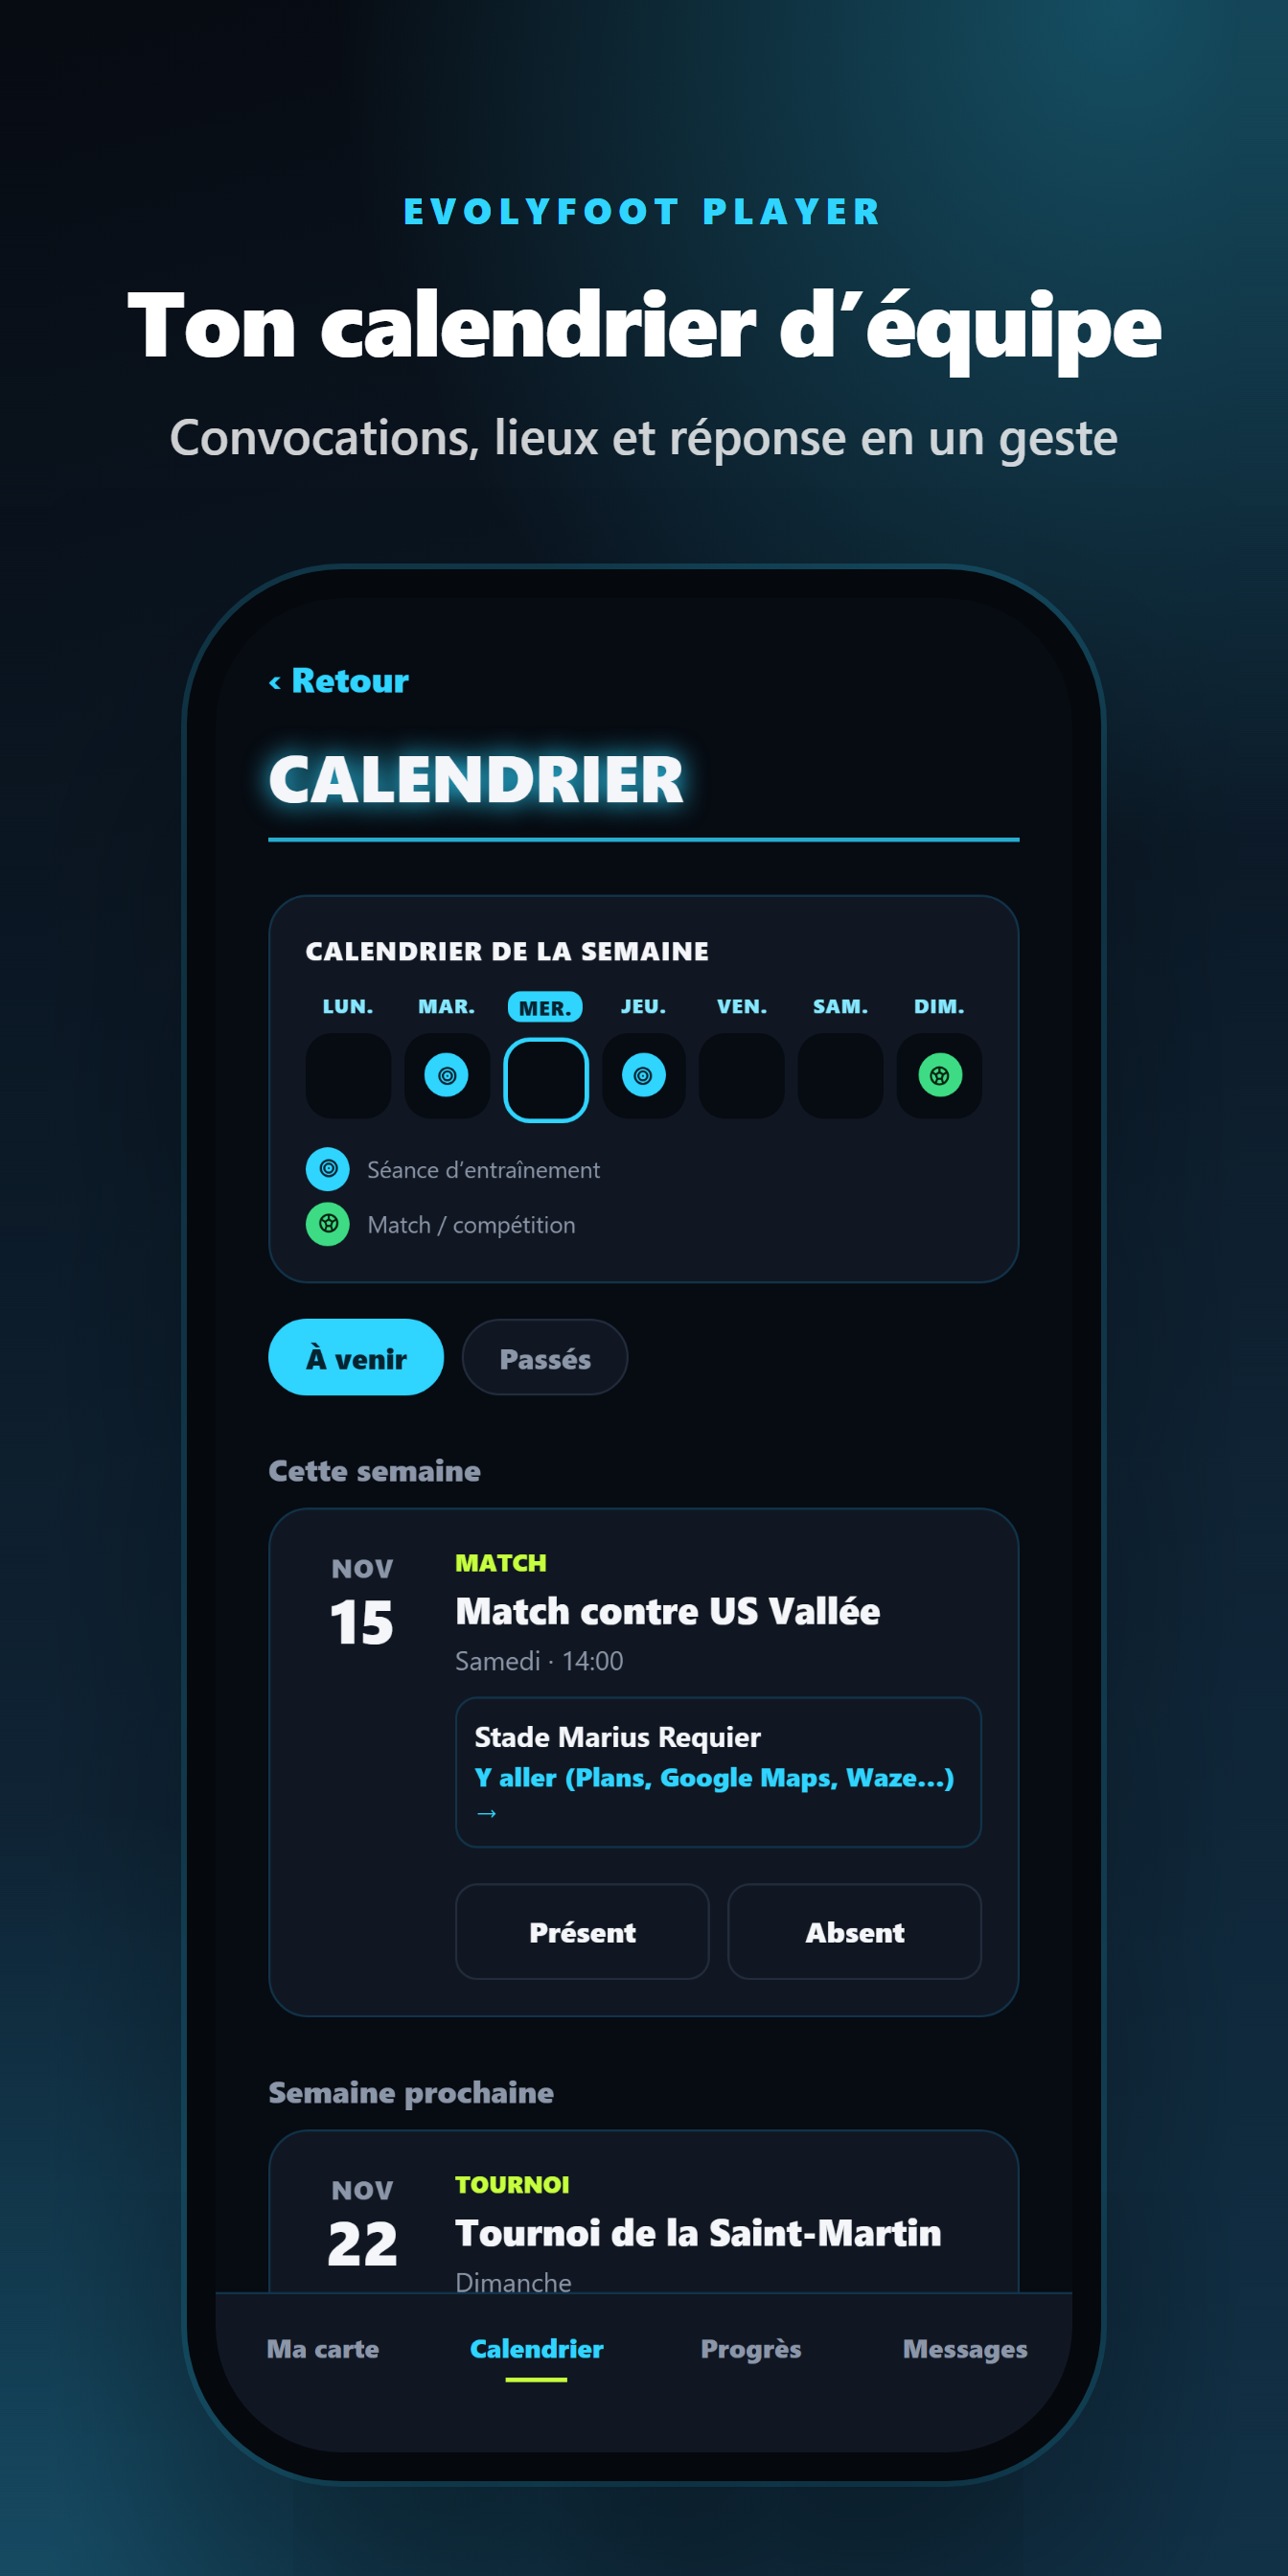 EVOLYFOOT PLAYER
Ton calendrier d'équipe
Convocations, lieux et réponse en un geste
‹ Retour
CALENDRIER
CALENDRIER DE LA SEMAINE
LUN. MAR. MER. JEU. VEN. SAM. DIM.
Séance d'entraînement
Match / compétition
À venir Passés
Cette semaine
NOV
15
MATCH
Match contre US Vallée
Samedi · 14:00
Stade Marius Requier
Y aller (Plans, Google Maps, Waze...)
→
Présent Absent
Semaine prochaine
NOV
22
TOURNOI
Tournoi de la Saint-Martin
Dimanche
Ma carte Calendrier Progrès Messages